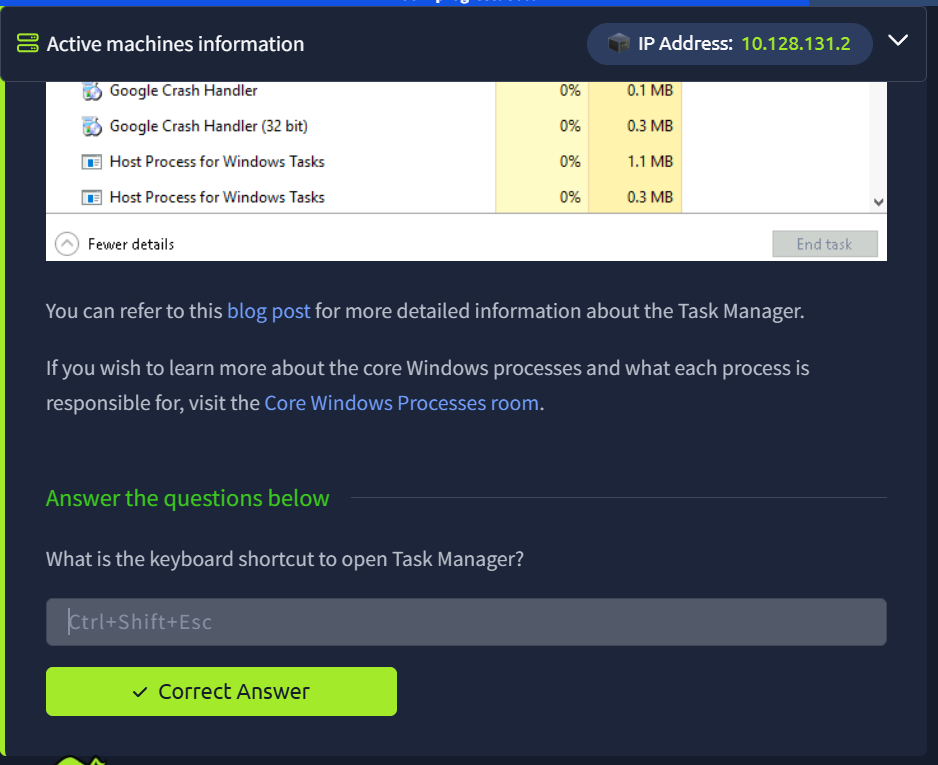 Active machines information
IP Address: 10.128.131.2
Google Crash Handler 0% 0.1 MB
Google Crash Handler (32 bit) 0% 0.3 MB
Host Process for Windows Tasks 0% 1.1 MB
Host Process for Windows Tasks 0% 0.3 MB
Fewer details
End task
You can refer to this blog post for more detailed information about the Task Manager.
If you wish to learn more about the core Windows processes and what each process is
responsible for, visit the Core Windows Processes room.
Answer the questions below
What is the keyboard shortcut to open Task Manager?
Ctrl+Shift+Esc
Correct Answer